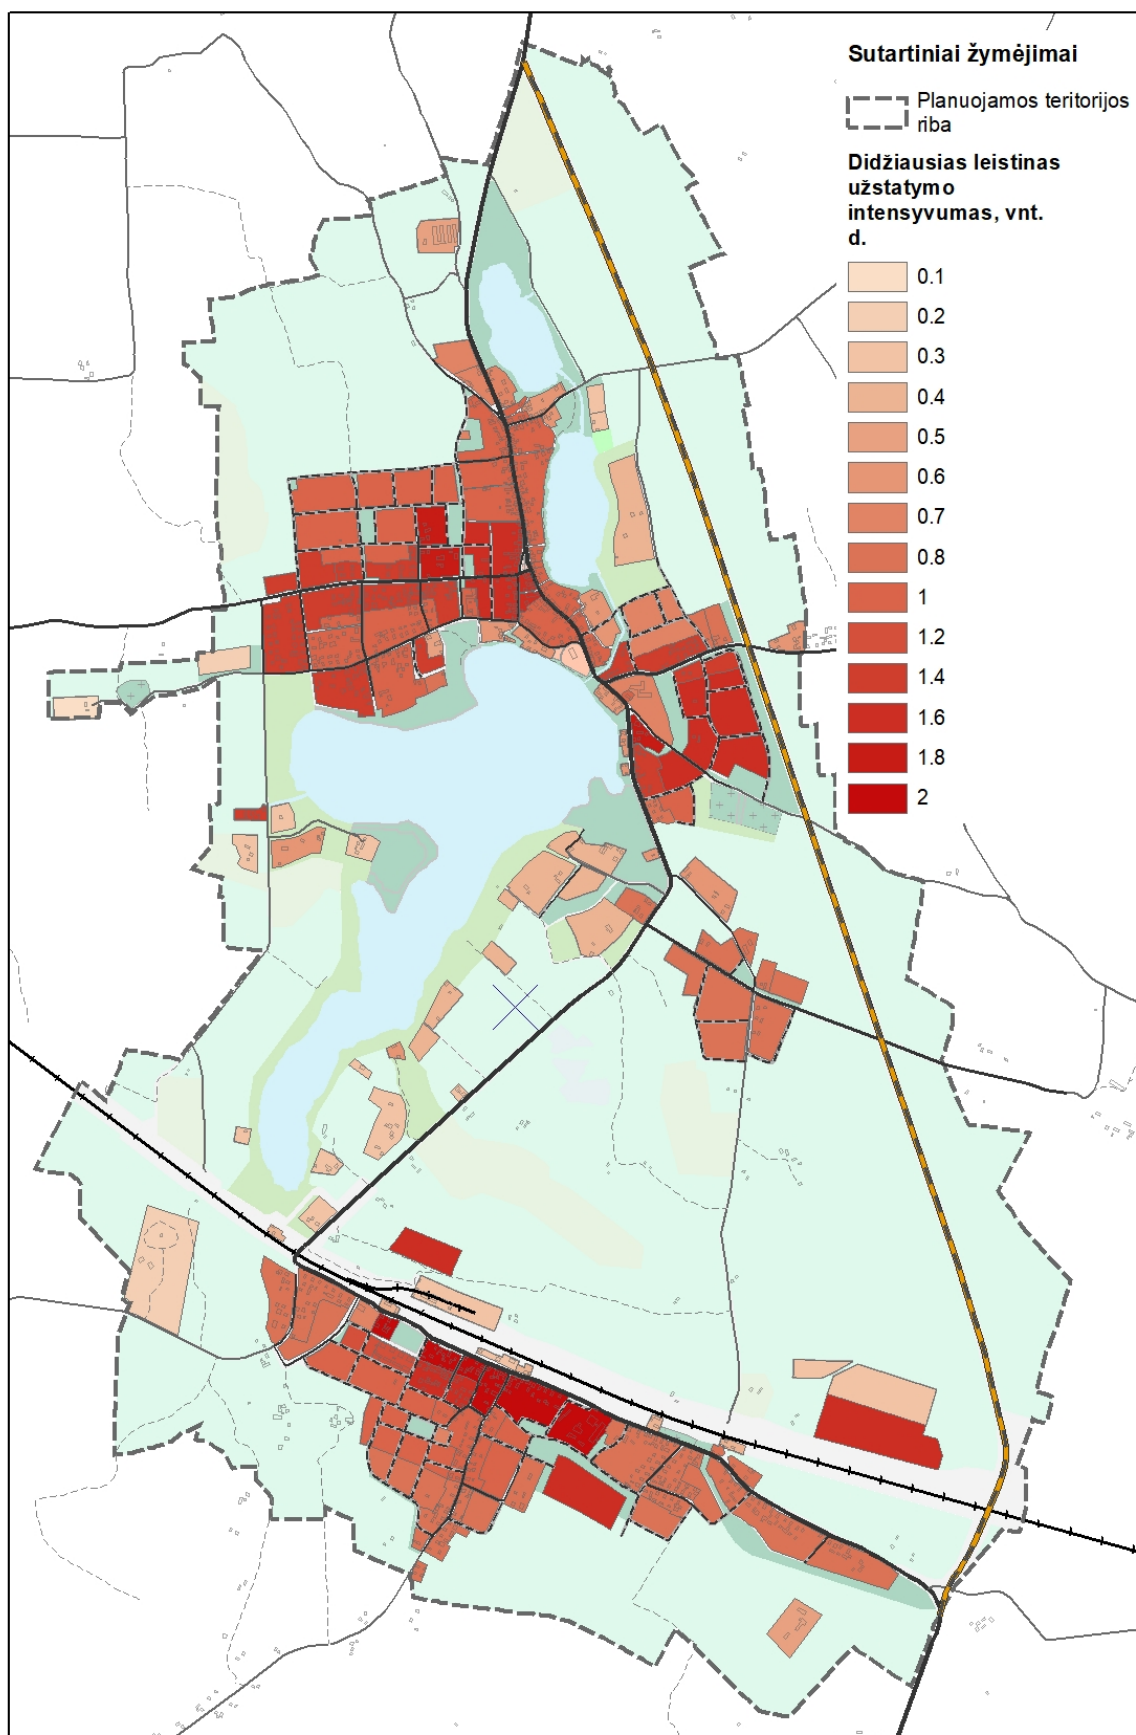 Sutartiniai žymėjimai
Planuojamos teritorijos
riba
Didžiausias leistinas
užstatymo
intensyvumas, vnt.
d.
0.1
0.2
0.3
0.4
0.5
0.6
0.7
0.8
1
1.2
1.4
1.6
1.8
2